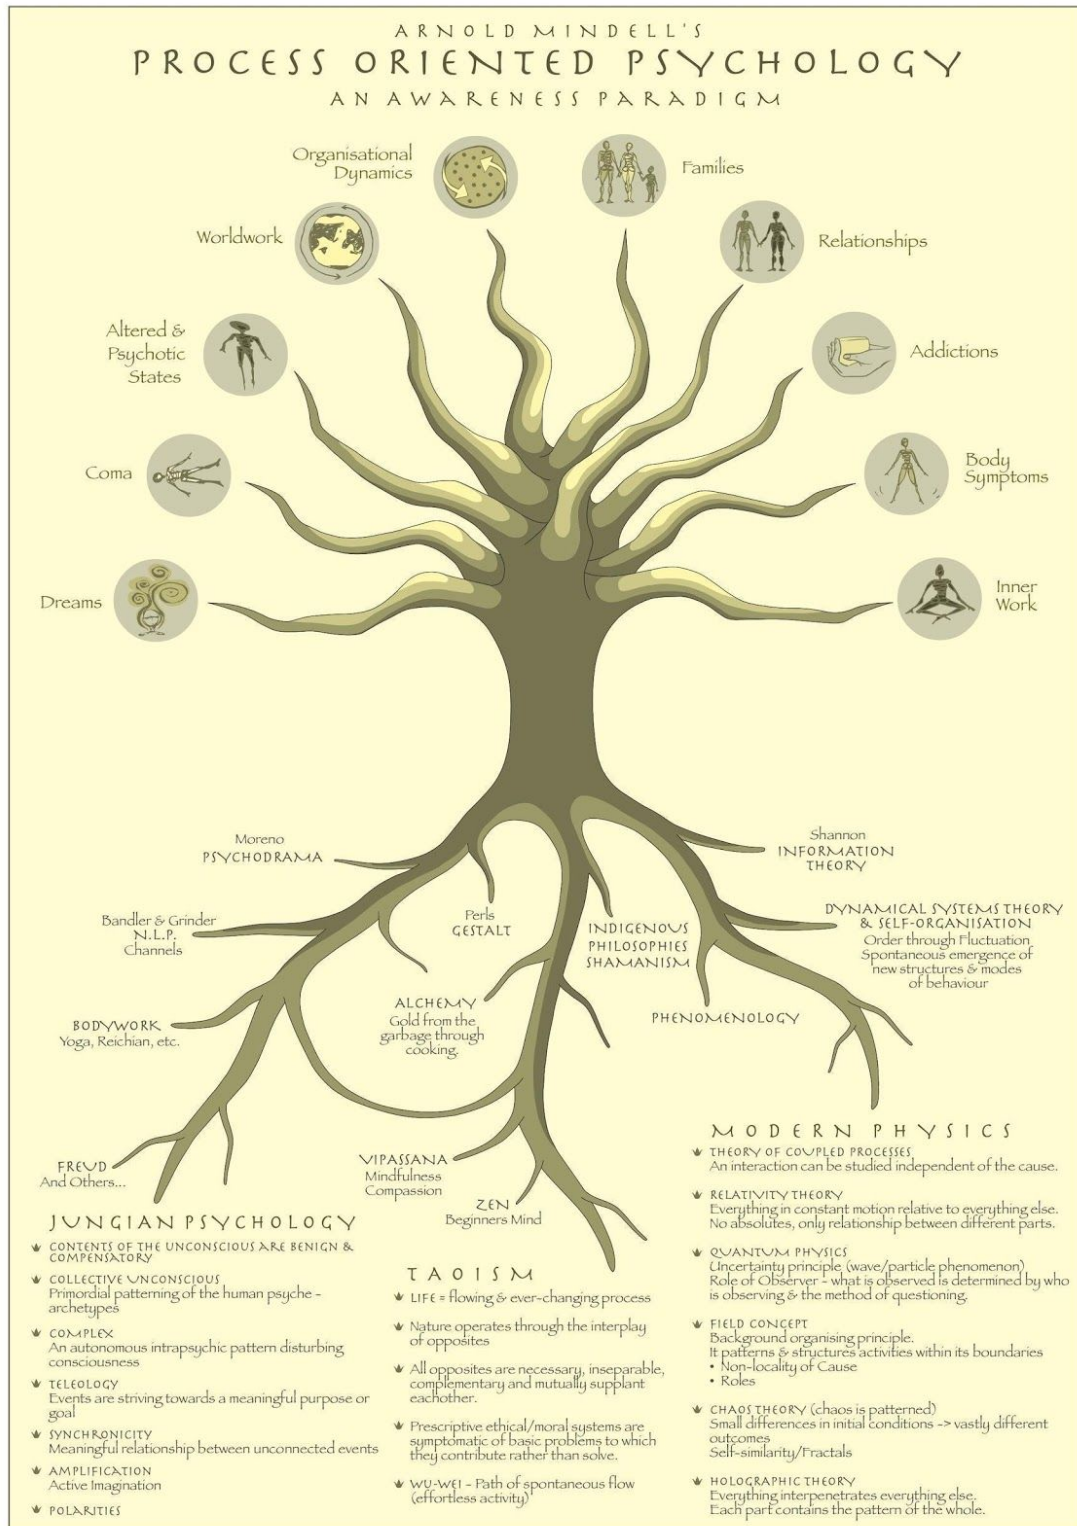 ARNOLD MINDELL'S
PROCESS ORIENTED PSYCHOLOGY
AN AWARENESS PARADIGM
Organisational
Dynamics
Families
Worldwork
Relationships
Altered &
Psychotic
States
Addictions
Coma
Body
Symptoms
Dreams
Inner
Work
Moreno
PSYCHODRAMA
Shannon
INFORMATION
THEORY
Bandler & Grinder
N.L.P.
Channels
Perls
GESTALT
INDIGENOUS
PHILOSOPHIES
SHAMANISM
DYNAMICAL SYSTEMS THEORY
& SELF-ORGANISATION
Order through Fluctuation
Spontaneous emergence of
new structures & modes
of behaviour
BODYWORK
Yoga, Reichian, etc.
ALCHEMY
Gold from the
garbage through
cooking.
PHENOMENOLOGY
FREUD
And Others...
VIPASSANA
Mindfulness
Compassion
ZEN
Beginners Mind
JUNGIAN PSYCHOLOGY
CONTENTS OF THE UNCONSCIOUS ARE BENIGN &
COMPENSATORY
COLLECTIVE UNCONSCIOUS
Primordial patterning of the human psyche -
archetypes
COMPLEX
An autonomous intrapsychic pattern disturbing
consciousness
TELEOLOGY
Events are striving towards a meaningful purpose or
goal
SYNCHRONICITY
Meaningful relationship between unconnected events
AMPLIFICATION
Active Imagination
POLARITIES
TAOISM
LIFE = flowing & ever-changing process
Nature operates through the interplay
of opposites
All opposites are necessary, inseparable,
complementary and mutually supplant
eachother.
Prescriptive ethical/moral systems are
symptomatic of basic problems to which
they contribute rather than solve.
WU-WEI - Path of spontaneous flow
(effortless activity)
MODERN PHYSICS
THEORY OF COUPLED PROCESSES
An interaction can be studied independent of the cause.
RELATIVITY THEORY
Everything in constant motion relative to everything else.
No absolutes, only relationship between different parts.
QUANTUM PHYSICS
Uncertainty principle (wave/particle phenomenon)
Role of Observer - what is observed is determined by who
is observing & the method of questioning.
FIELD CONCEPT
Background organising principle.
It patterns & structures activities within its boundaries
• Non-locality of Cause
• Roles
CHAOS THEORY (chaos is patterned)
Small differences in initial conditions -> vastly different
outcomes
Self-similarity/Fractals
HOLOGRAPHIC THEORY
Everything interpenetrates everything else.
Each part contains the pattern of the whole.